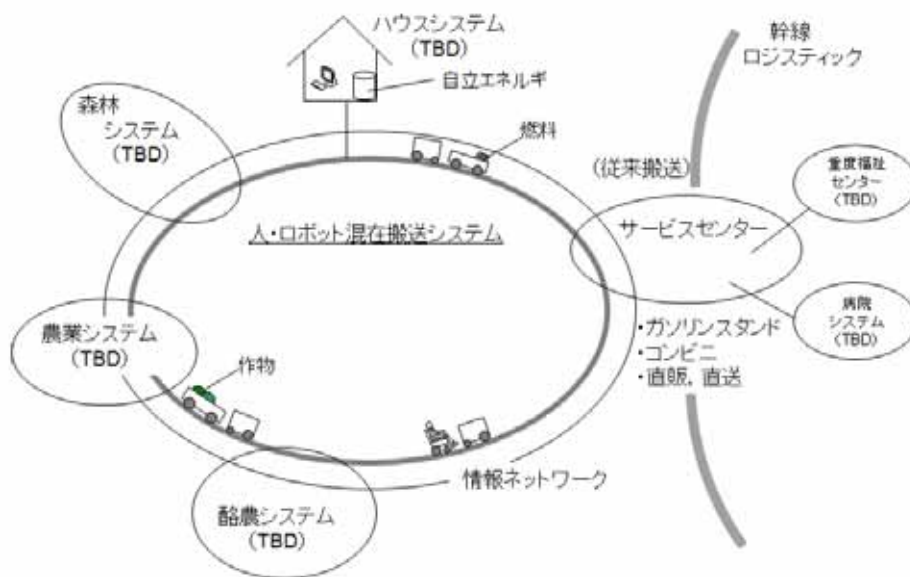 ハウスシステム
(TBD)
自立エネルギ
幹線
ロジスティック
森林
システム
(TBD)
燃料
(従来搬送)
重度福祉
センター
(TBD)
人・ロボット混在搬送システム
サービスセンター
農業システム
(TBD)
病院
システム
(TBD)
・ガソリンスタンド
・コンビニ
・直販，直送
作物
情報ネットワーク
酪農システム
(TBD)